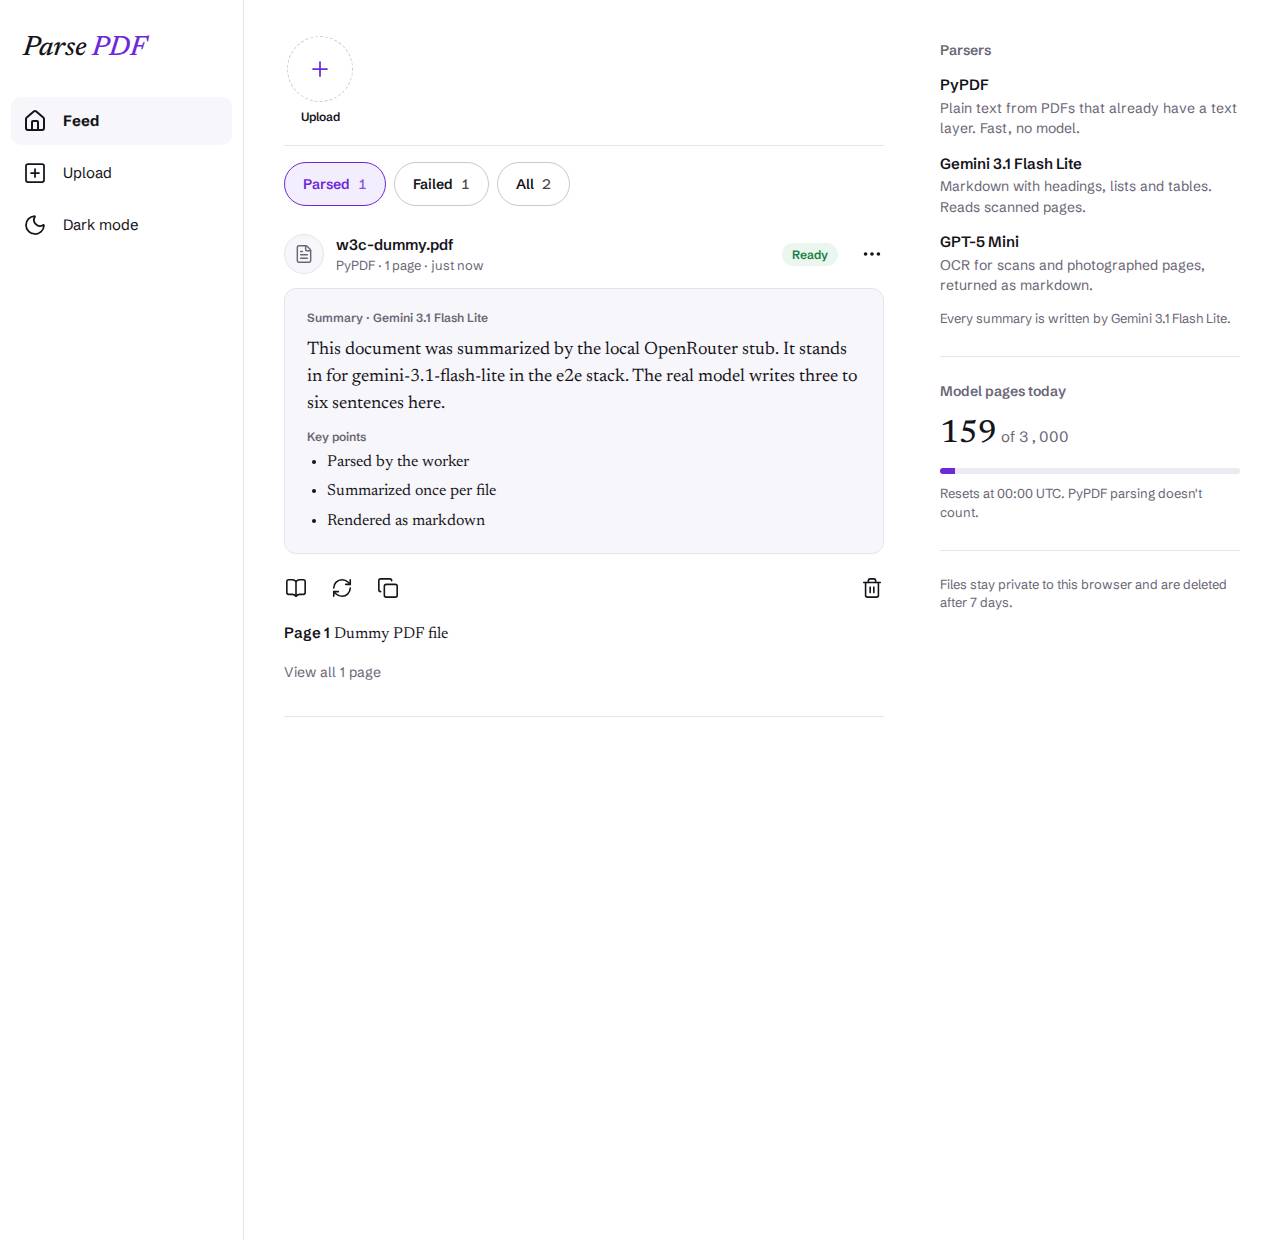 Parse PDF
Feed
Upload
Dark mode
Upload
Parsed 1
Failed 1
All 2
w3c-dummy.pdf
PyPDF · 1 page · just now
Ready
Summary · Gemini 3.1 Flash Lite
This document was summarized by the local OpenRouter stub. It stands
in for gemini-3.1-flash-lite in the e2e stack. The real model writes three to
six sentences here.
Key points
• Parsed by the worker
• Summarized once per file
• Rendered as markdown
Page 1 Dummy PDF file
View all 1 page
Parsers
PyPDF
Plain text from PDFs that already have a text
layer. Fast, no model.
Gemini 3.1 Flash Lite
Markdown with headings, lists and tables.
Reads scanned pages.
GPT-5 Mini
OCR for scans and photographed pages,
returned as markdown.
Every summary is written by Gemini 3.1 Flash Lite.
Model pages today
159 of 3,000
Resets at 00:00 UTC. PyPDF parsing doesn't
count.
Files stay private to this browser and are deleted
after 7 days.